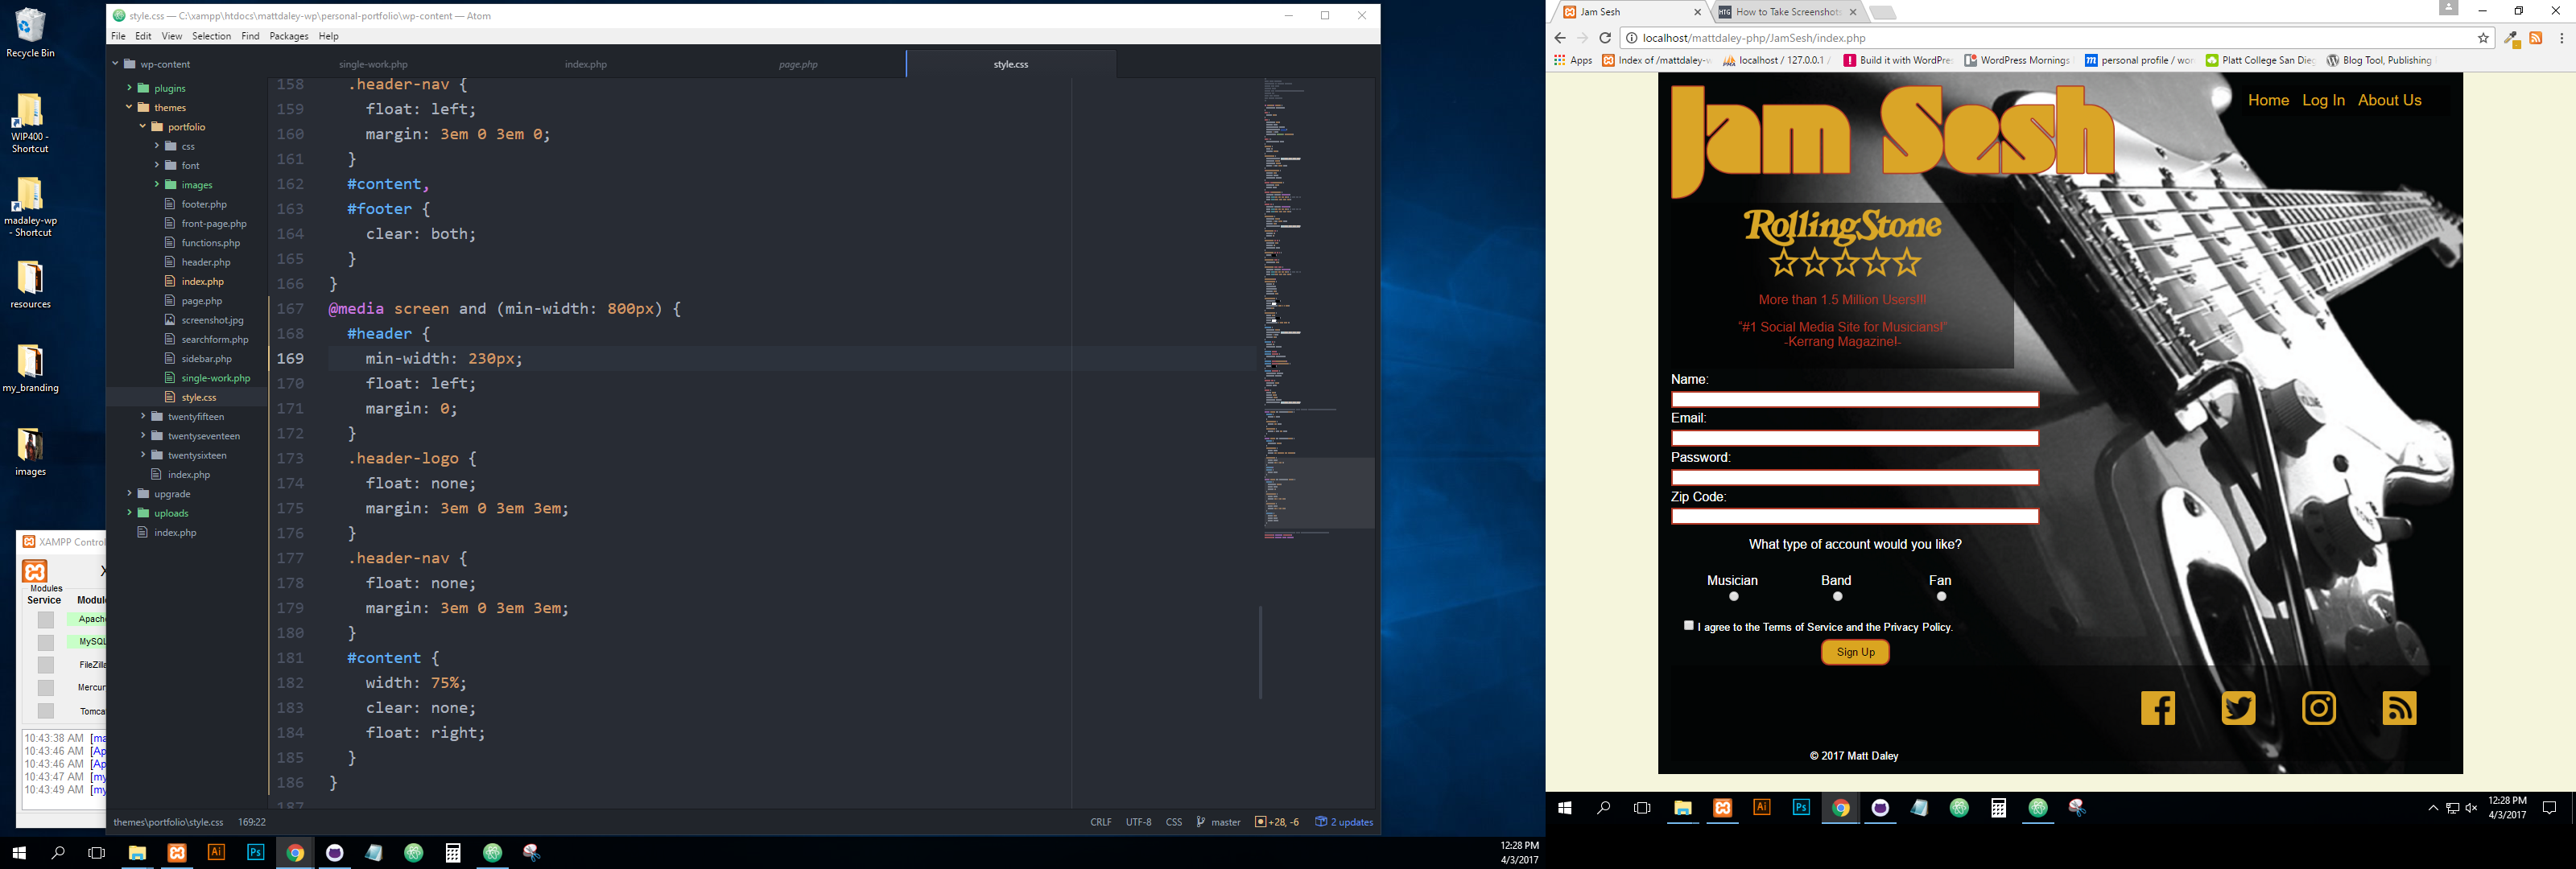 Recycle Bin
WIP400 -
Shortcut
madaley-wp
- Shortcut
resources
my_branding
images
style.css — C:\xampp\htdocs\mattdaley-wp\personal-portfolio\wp-content — Atom
File Edit View Selection Find Packages Help
wp-content
plugins
themes
portfolio
css
font
images
footer.php
front-page.php
functions.php
header.php
index.php
page.php
screenshot.jpg
searchform.php
sidebar.php
single-work.php
style.css
twentyfifteen
twentyseventeen
twentysixteen
index.php
upgrade
uploads
index.php
single-work.php index.php page.php style.css
158 .header-nav {
159 float: left;
160 margin: 3em 0 3em 0;
161 }
162 #content,
163 #footer {
164 clear: both;
165 }
166 }
167 @media screen and (min-width: 800px) {
168 #header {
169 min-width: 230px;
170 float: left;
171 margin: 0;
172 }
173 .header-logo {
174 float: none;
175 margin: 3em 0 3em 3em;
176 }
177 .header-nav {
178 float: none;
179 margin: 3em 0 3em 3em;
180 }
181 #content {
182 width: 75%;
183 clear: none;
184 float: right;
185 }
186 }
187
themes\portfolio\style.css 169:22 CRLF UTF-8 CSS master +28, -6 2 updates
XAMPP Control
X
Modules
Service Module
Apache
MySQL
FileZilla
Mercury
Tomcat
10:43:38 AM [ma
10:43:46 AM [Ap
10:43:46 AM [Ap
10:43:47 AM [my
10:43:49 AM [my
Ai Ps
12:28 PM
4/3/2017
Jam Sesh
HTG How to Take Screenshots
localhost/mattdaley-php/JamSesh/index.php
Apps Index of /mattdaley-w localhost / 127.0.0.1 / Build it with WordPres WordPress Mornings personal profile / wor Platt College San Dieg Blog Tool, Publishing
Jam Sesh
Home Log In About Us
RollingStone
More than 1.5 Million Users!!!
"#1 Social Media Site for Musicians!"
-Kerrang Magazine!-
Name:
Email:
Password:
Zip Code:
What type of account would you like?
Musician Band Fan
I agree to the Terms of Service and the Privacy Policy.
Sign Up
© 2017 Matt Daley
Ai Ps
12:28 PM
4/3/2017